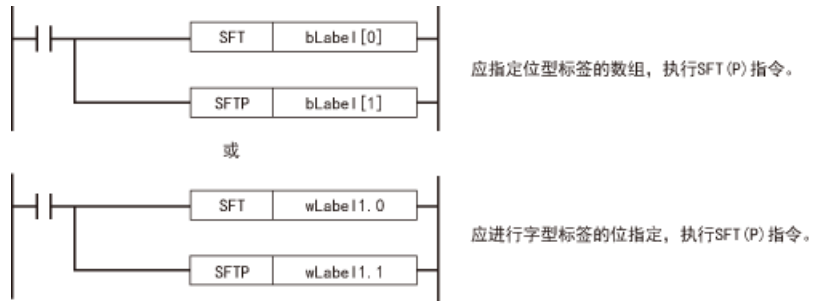 SFT bLabel[0]
应指定位型标签的数组，执行SFT(P)指令。
SFTP bLabel[1]
或
SFT wLabel1.0
应进行字型标签的位指定，执行SFT(P)指令。
SFTP wLabel1.1